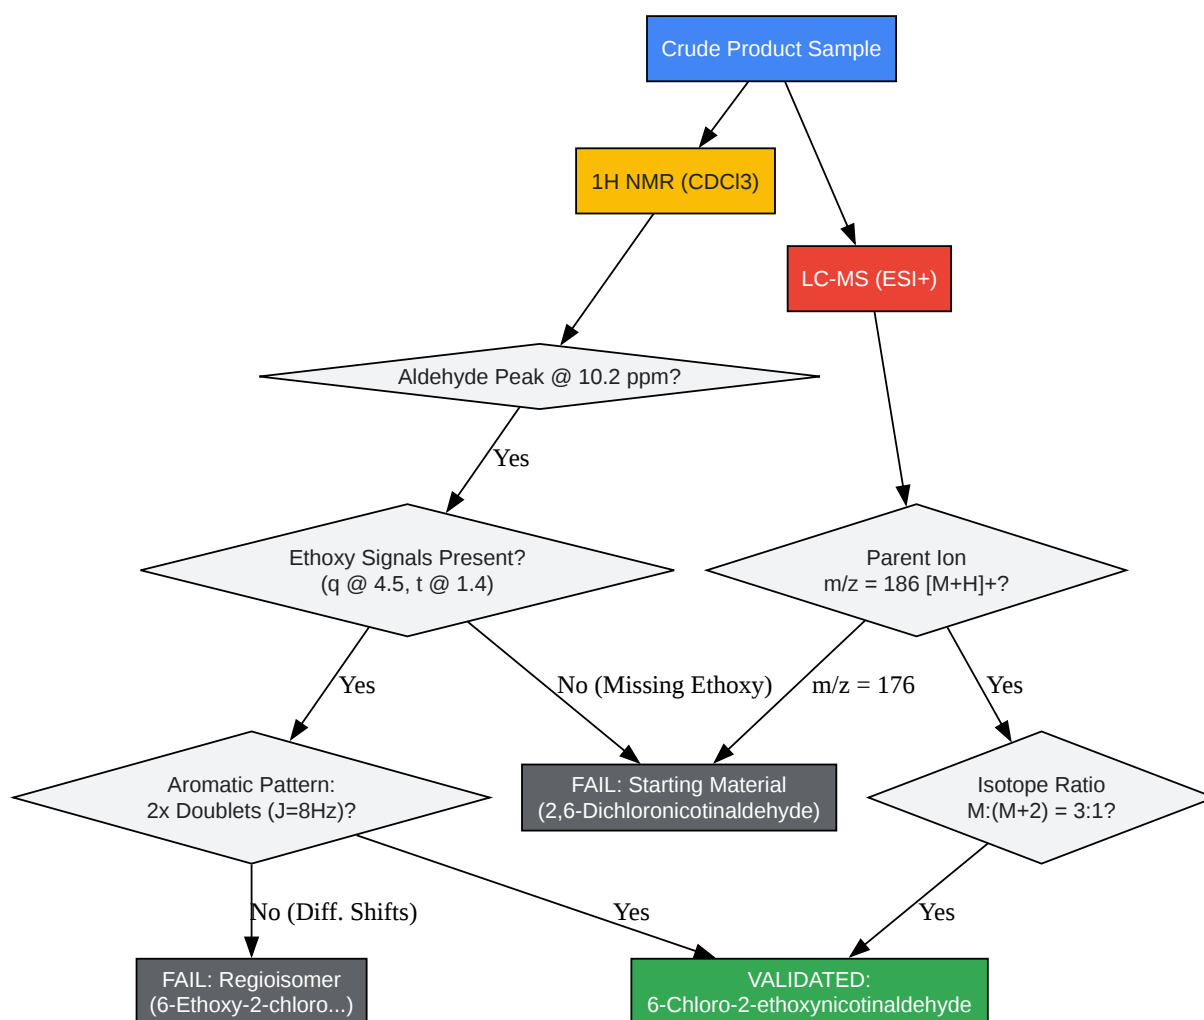 Crude Product Sample
1H NMR (CDCl3)
LC-MS (ESI+)
Aldehyde Peak @ 10.2 ppm?
Yes
Ethoxy Signals Present?
(q @ 4.5, t @ 1.4)
Parent Ion
m/z = 186 [M+H]+?
Yes
No (Missing Ethoxy)
m/z = 176
Yes
Aromatic Pattern:
2x Doublets (J=8Hz)?
FAIL: Starting Material
(2,6-Dichloronicotinaldehyde)
Isotope Ratio
M:(M+2) = 3:1?
No (Diff. Shifts)
Yes
Yes
FAIL: Regioisomer
(6-Ethoxy-2-chloro...)
VALIDATED:
6-Chloro-2-ethoxynicotinaldehyde